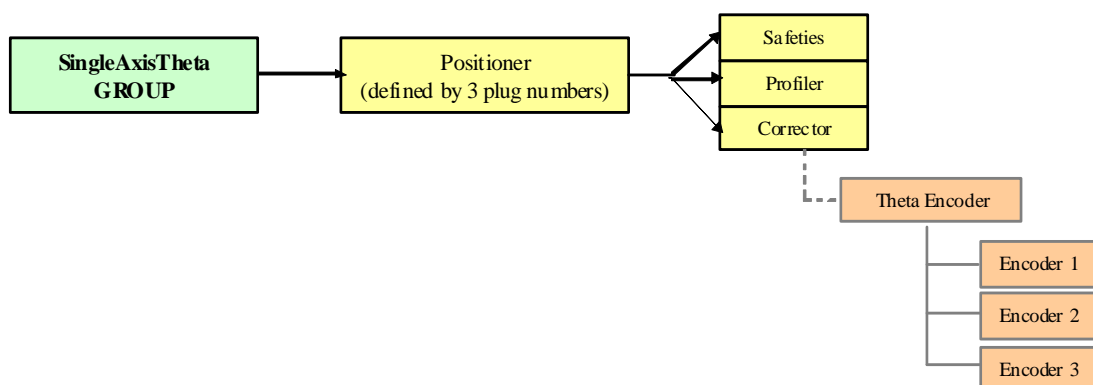 SingleAxisTheta
GROUP
Positioner
(defined by 3 plug numbers)
Safeties
Profiler
Corrector
Theta Encoder
Encoder 1
Encoder 2
Encoder 3